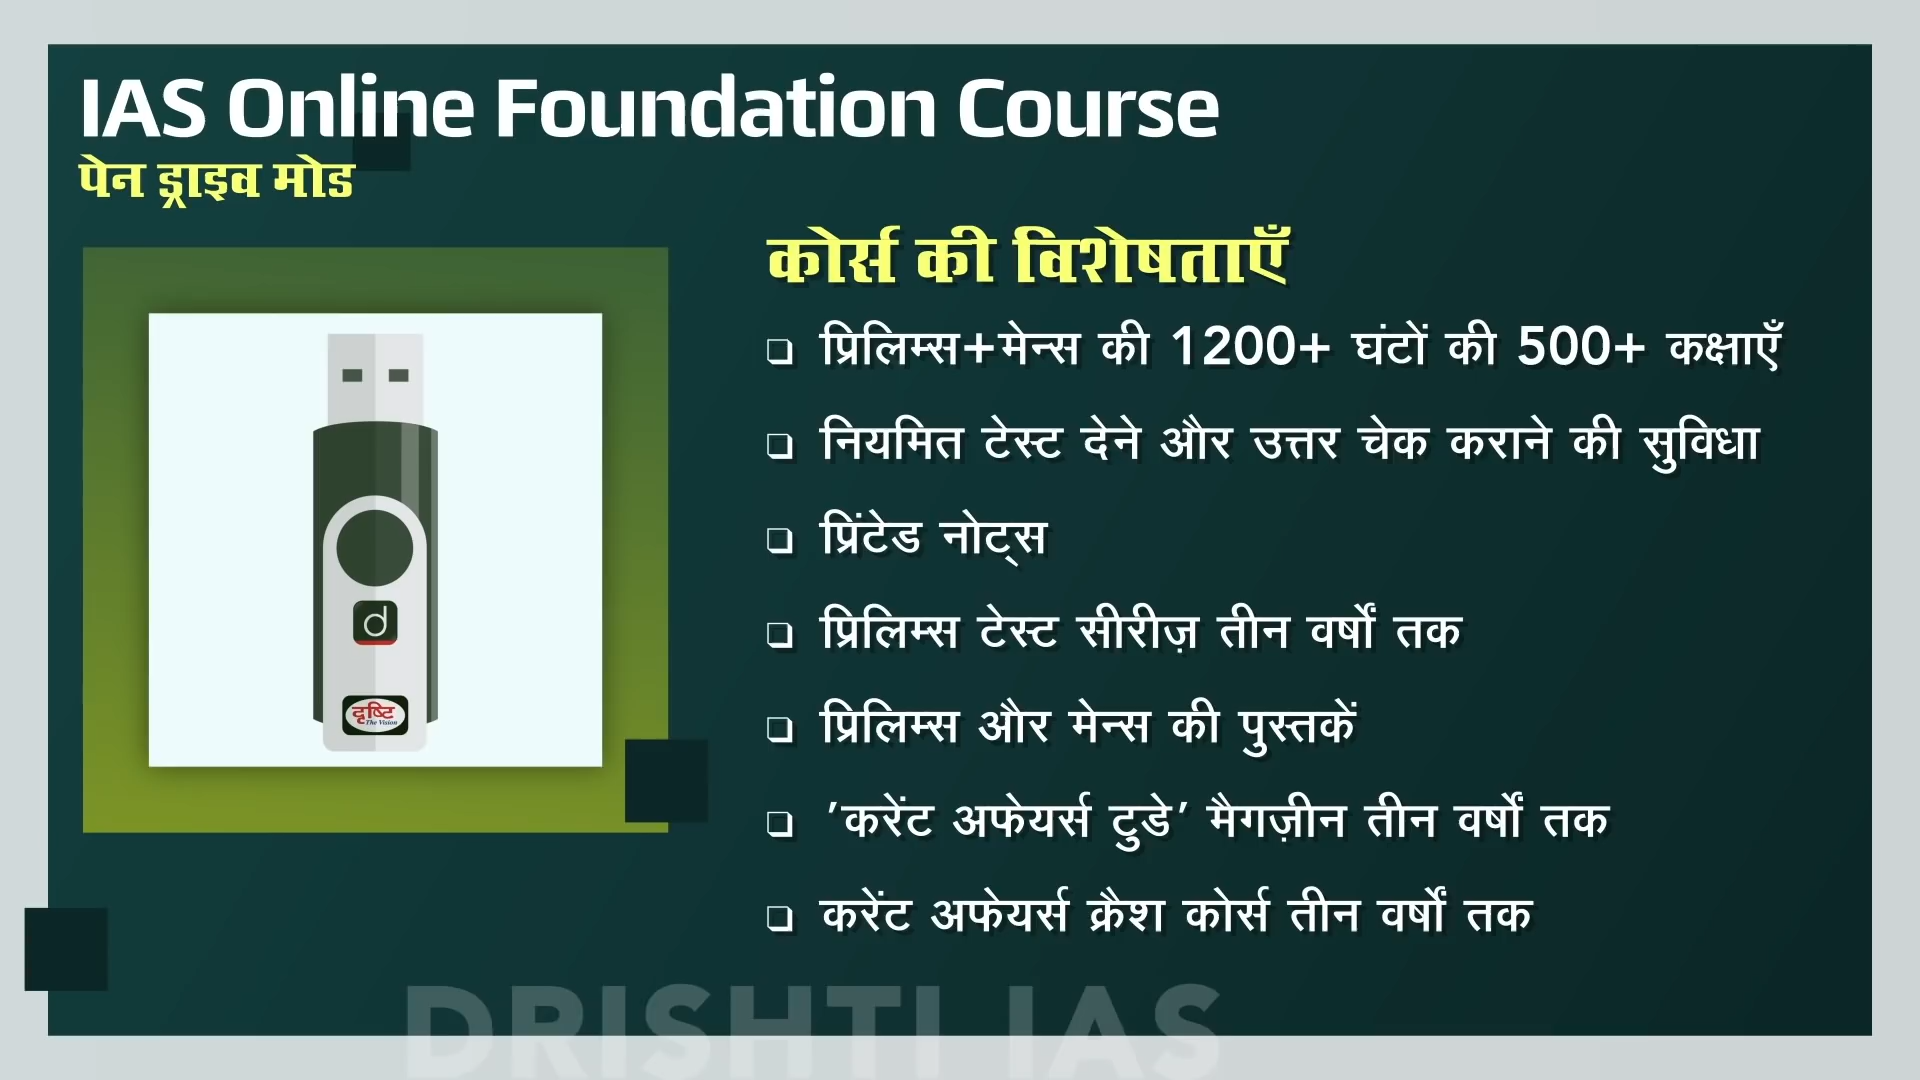 IAS Online Foundation Course
पेन ड्राइव मोड
कोर्स की विशेषताएँ
प्रिलिम्स+मेन्स की 1200+ घंटों की 500+ कक्षाएँ
नियमित टेस्ट देने और उत्तर चेक कराने की सुविधा
प्रिंटेड नोट्स
प्रिलिम्स टेस्ट सीरीज़ तीन वर्षों तक
प्रिलिम्स और मेन्स की पुस्तकें
'करेंट अफेयर्स टुडे' मैगज़ीन तीन वर्षों तक
करेंट अफेयर्स क्रैश कोर्स तीन वर्षों तक
d
दृष्टि
The Vision
DRISHTI IAS